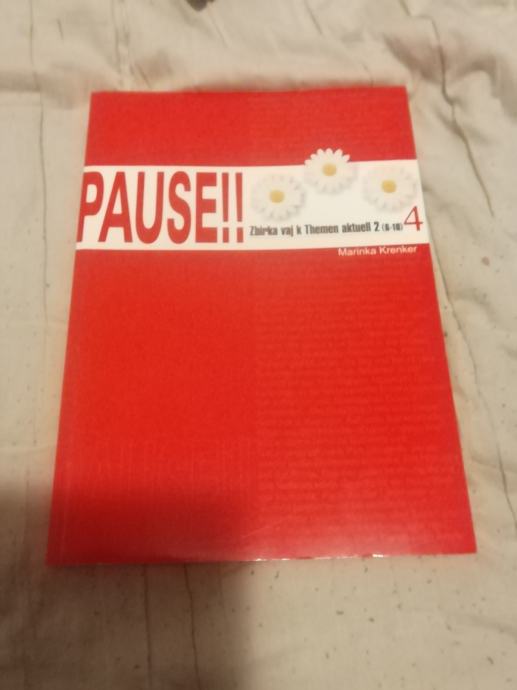 PAUSE!!
Zbirka vaj k Themen aktuell 2 (6-10) 4
Marinka Krenker